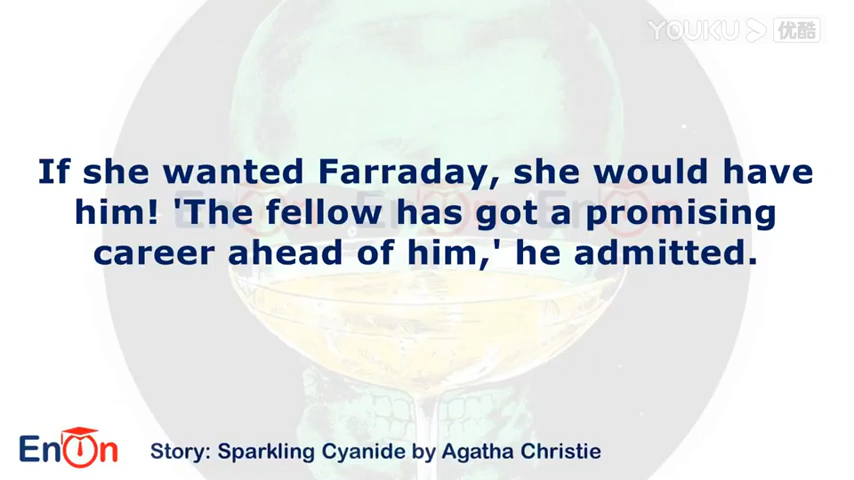 YOUKU 优酷
If she wanted Farraday, she would have
him! 'The fellow has got a promising
career ahead of him,' he admitted.
EnOn
Story: Sparkling Cyanide by Agatha Christie